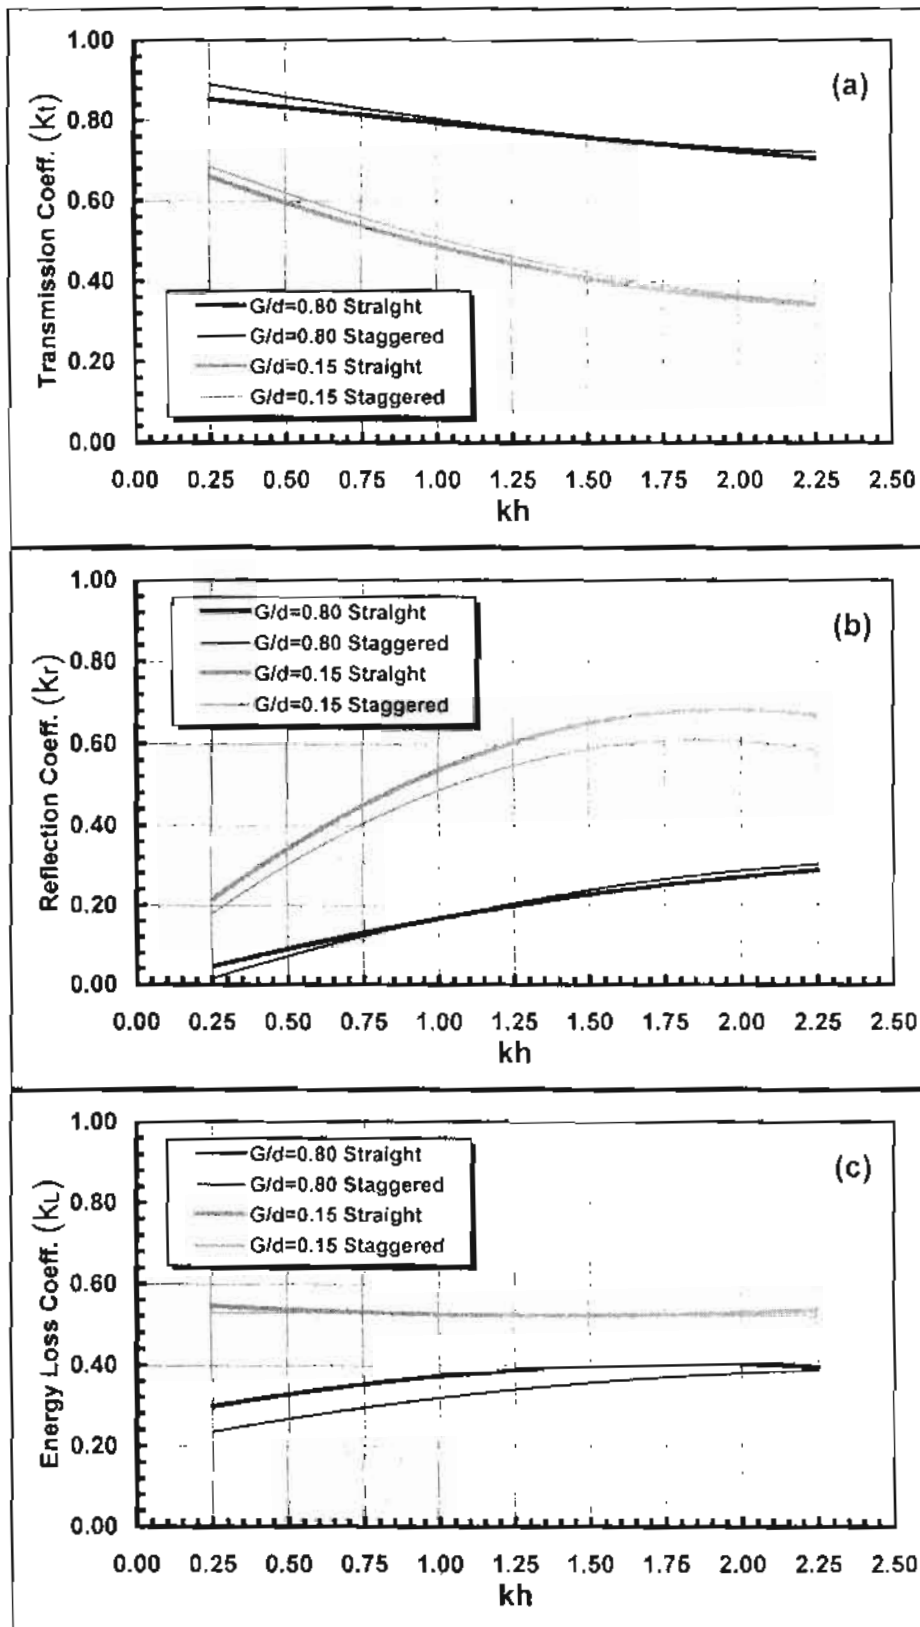 1.00
0.80
0.60
0.40
0.20
0.00
Transmission Coeff. (kt)
(a)
G/d=0.80 Straight
G/d=0.80 Staggered
G/d=0.15 Straight
G/d=0.15 Staggered
0.00 0.25 0.50 0.75 1.00 1.25 1.50 1.75 2.00 2.25 2.50
kh
1.00
0.80
0.60
0.40
0.20
0.00
Reflection Coeff. (kr)
(b)
G/d=0.80 Straight
G/d=0.80 Staggered
G/d=0.15 Straight
G/d=0.15 Staggered
0.00 0.25 0.50 0.75 1.00 1.25 1.50 1.75 2.00 2.25 2.50
kh
1.00
0.80
0.60
0.40
0.20
0.00
Energy Loss Coeff. (kL)
(c)
G/d=0.80 Straight
G/d=0.80 Staggered
G/d=0.15 Straight
G/d=0.15 Staggered
0.00 0.25 0.50 0.75 1.00 1.25 1.50 1.75 2.00 2.25 2.50
kh